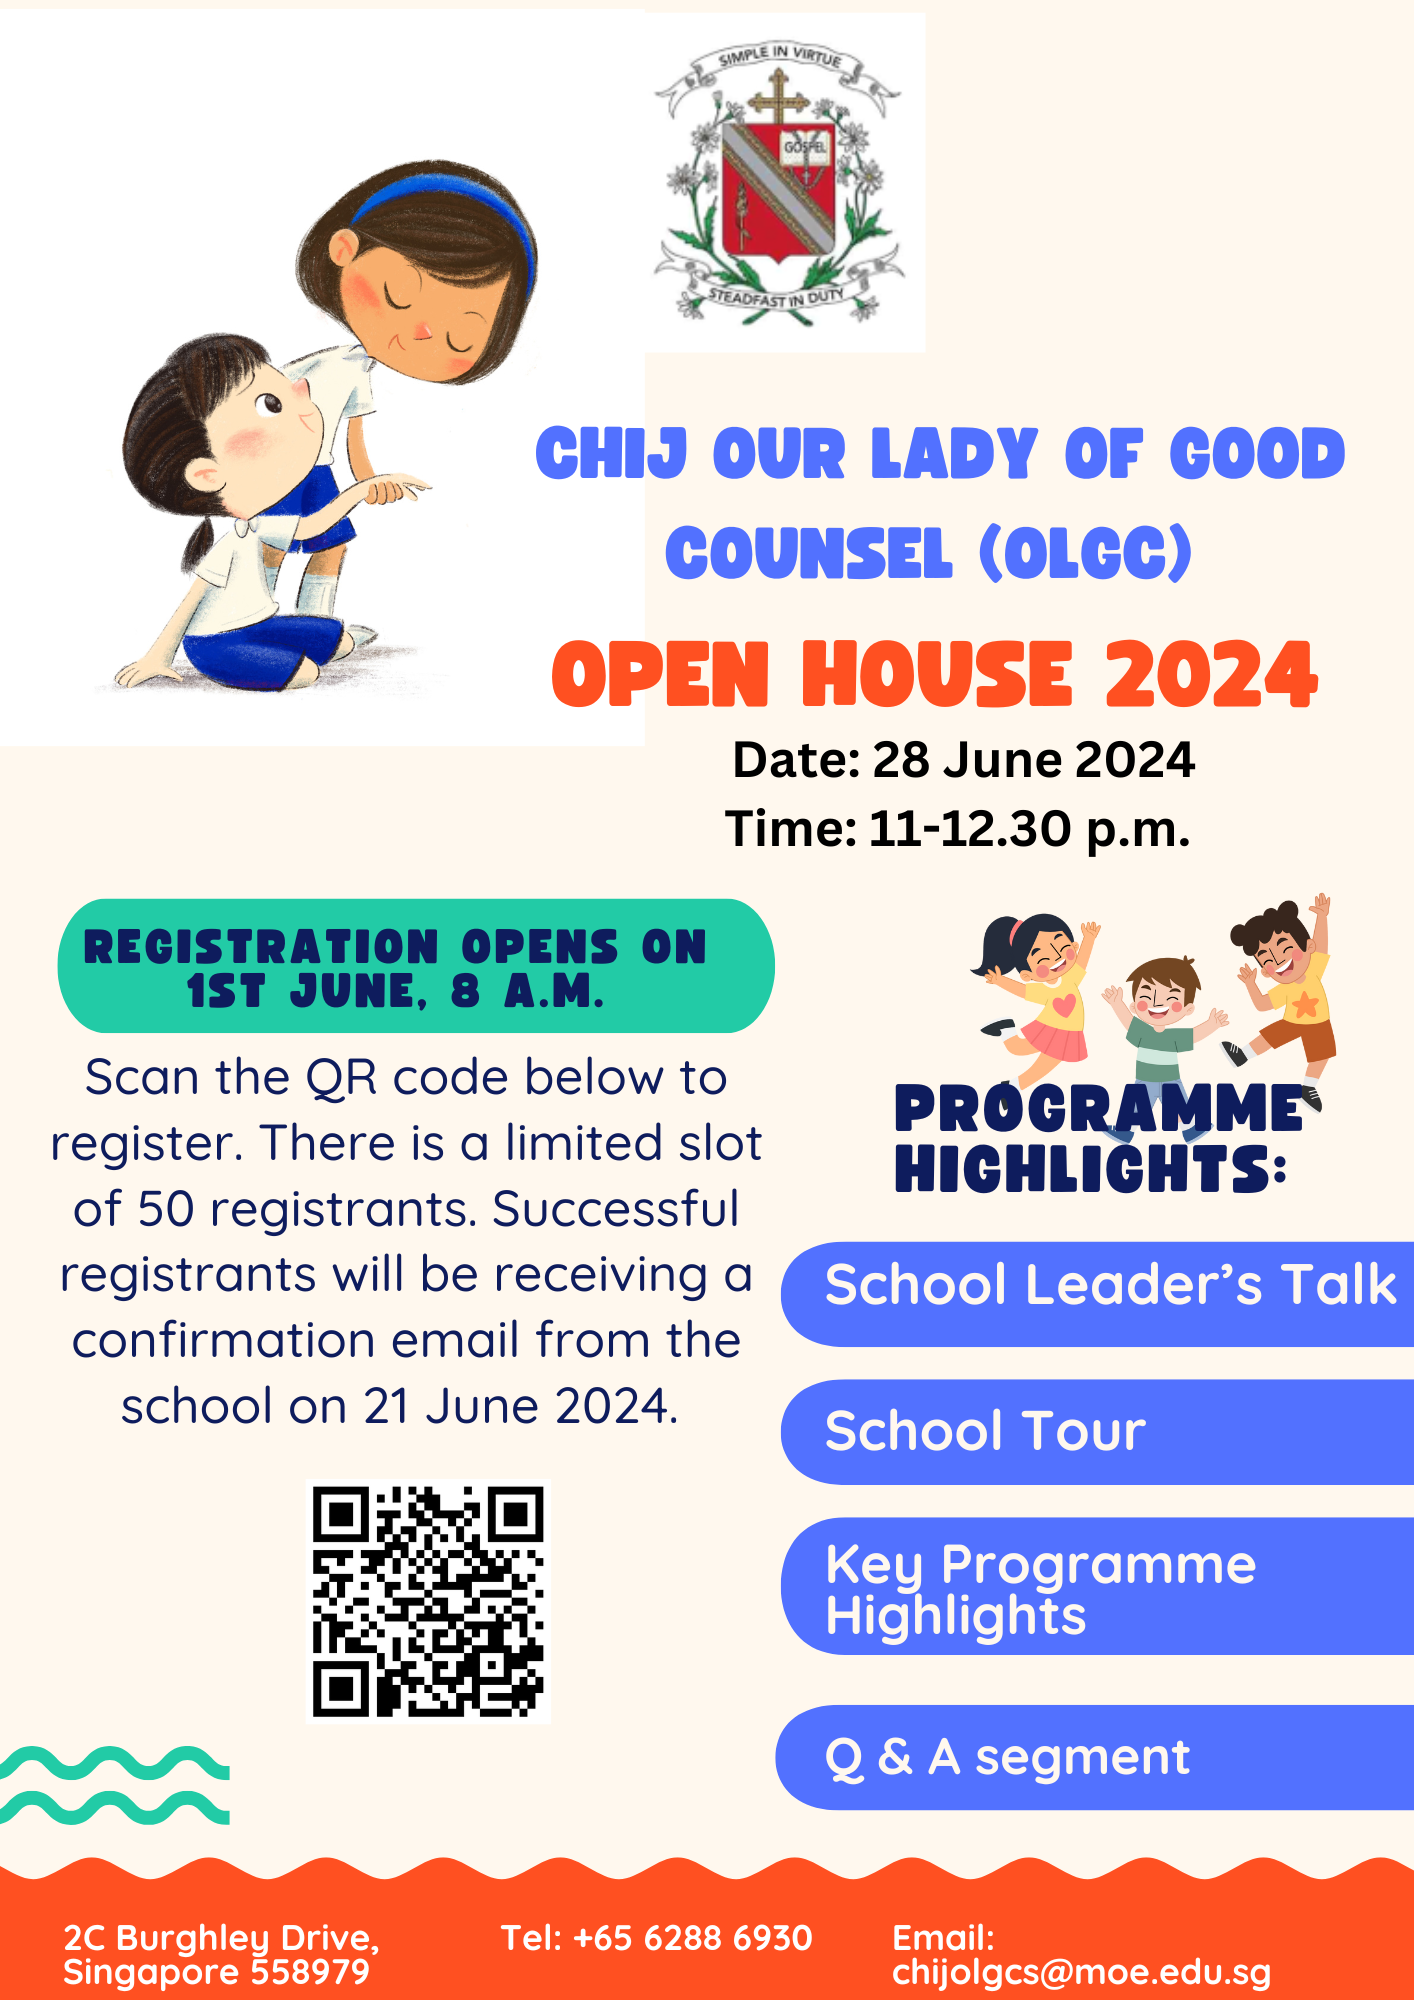 SIMPLE IN VIRTUE
GOSPEL
STEADFAST IN DUTY
CHIJ OUR LADY OF GOOD
COUNSEL (OLGC)
OPEN HOUSE 2024
Date: 28 June 2024
Time: 11-12.30 p.m.
REGISTRATION OPENS ON
1ST JUNE, 8 A.M.
Scan the QR code below to
register. There is a limited slot
of 50 registrants. Successful
registrants will be receiving a
confirmation email from the
school on 21 June 2024.
PROGRAMME
HIGHLIGHTS:
School Leader’s Talk
School Tour
Key Programme
Highlights
Q & A segment
2C Burghley Drive,
Singapore 558979
Tel: +65 6288 6930
Email:
chijolgcs@moe.edu.sg